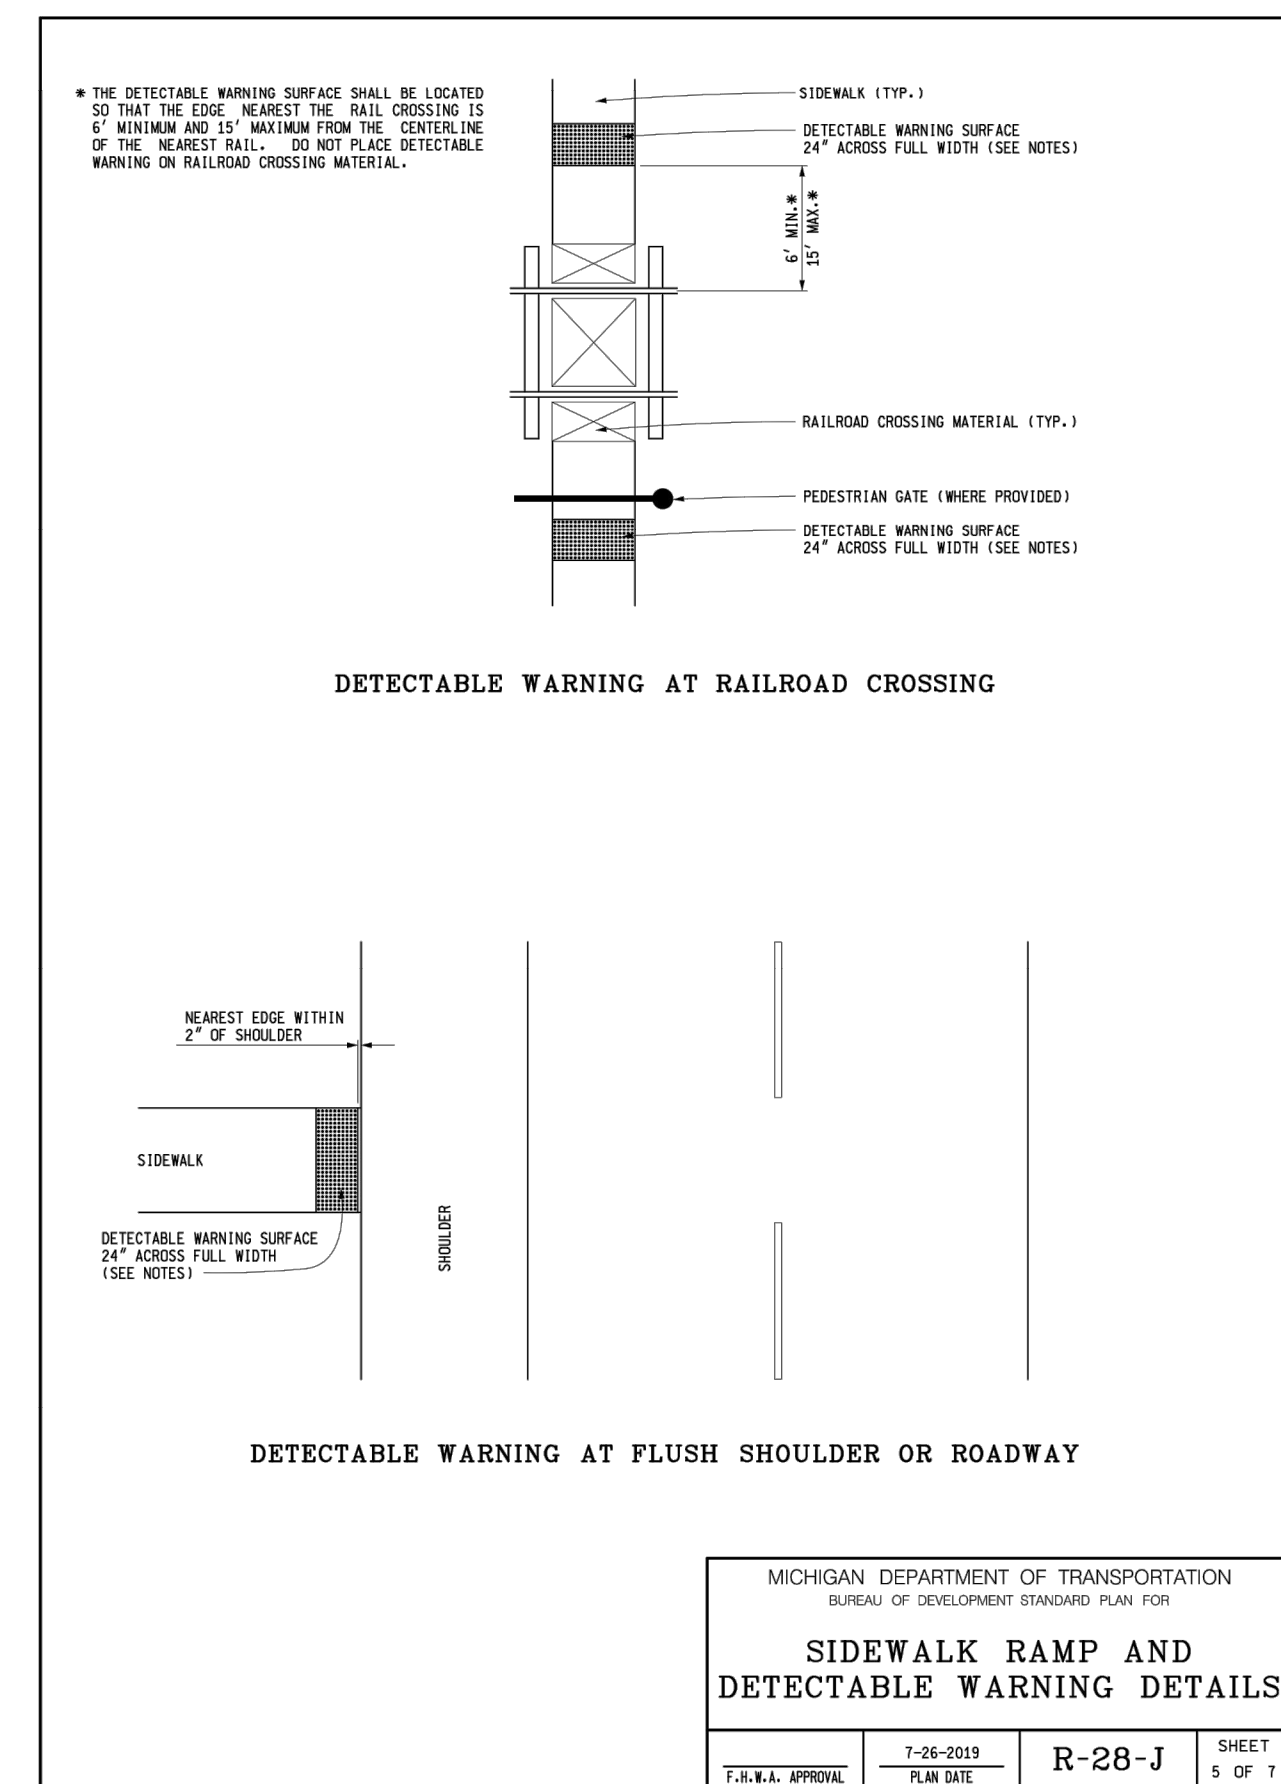 * THE DETECTABLE WARNING SURFACE SHALL BE LOCATED
SO THAT THE EDGE NEAREST THE RAIL CROSSING IS
6' MINIMUM AND 15' MAXIMUM FROM THE CENTERLINE
OF THE NEAREST RAIL. DO NOT PLACE DETECTABLE
WARNING ON RAILROAD CROSSING MATERIAL.
SIDEWALK (TYP.)
DETECTABLE WARNING SURFACE
24" ACROSS FULL WIDTH (SEE NOTES)
6' MIN.*
15' MAX.*
RAILROAD CROSSING MATERIAL (TYP.)
PEDESTRIAN GATE (WHERE PROVIDED)
DETECTABLE WARNING SURFACE
24" ACROSS FULL WIDTH (SEE NOTES)
DETECTABLE WARNING AT RAILROAD CROSSING
NEAREST EDGE WITHIN
2" OF SHOULDER
SIDEWALK
DETECTABLE WARNING SURFACE
24" ACROSS FULL WIDTH
(SEE NOTES)
SHOULDER
DETECTABLE WARNING AT FLUSH SHOULDER OR ROADWAY
MICHIGAN DEPARTMENT OF TRANSPORTATION
BUREAU OF DEVELOPMENT STANDARD PLAN FOR
SIDEWALK RAMP AND
DETECTABLE WARNING DETAILS
F.H.W.A. APPROVAL
7-26-2019
PLAN DATE
R-28-J
SHEET
5 OF 7